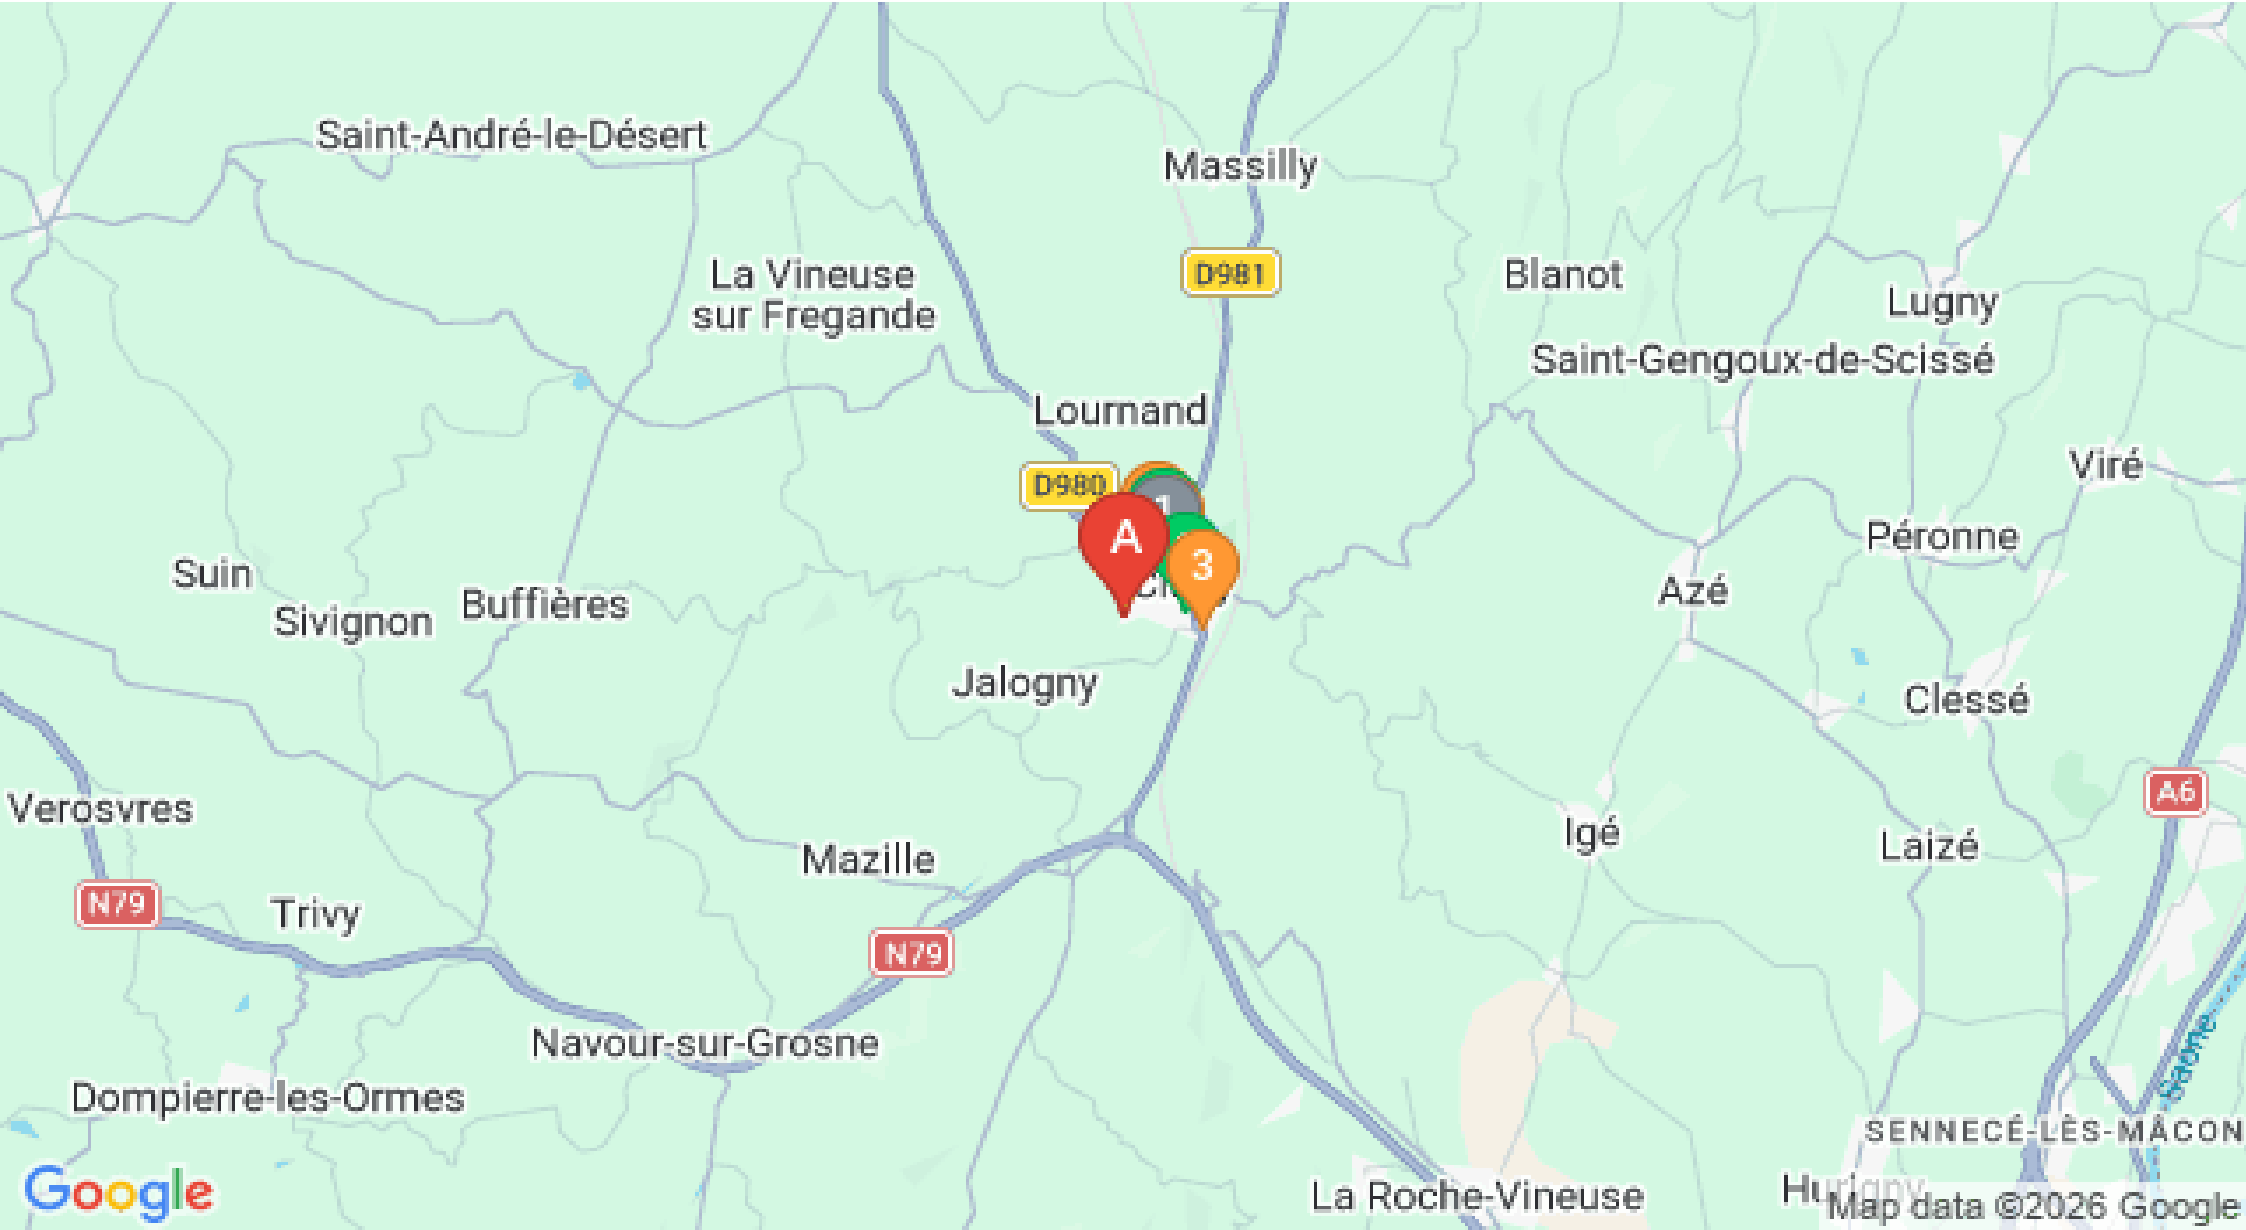 Saint-André-le-Désert
Massilly
D981
La Vineuse
sur Fregande
Blanot
Lugny
Saint-Gengoux-de-Scissé
Lournand
Viré
D980
1
A
3
Péronne
Suin
Sivignon
Buffières
Azé
Jalogny
Clessé
A6
Verosvres
Igé
Laizé
Mazille
N79
Trivy
N79
Navour-sur-Grosne
Saône
Dompierre-les-Ormes
SENNECÉ-LÈS-MÂCON
La Roche-Vineuse
Google
Map data ©2026 Google